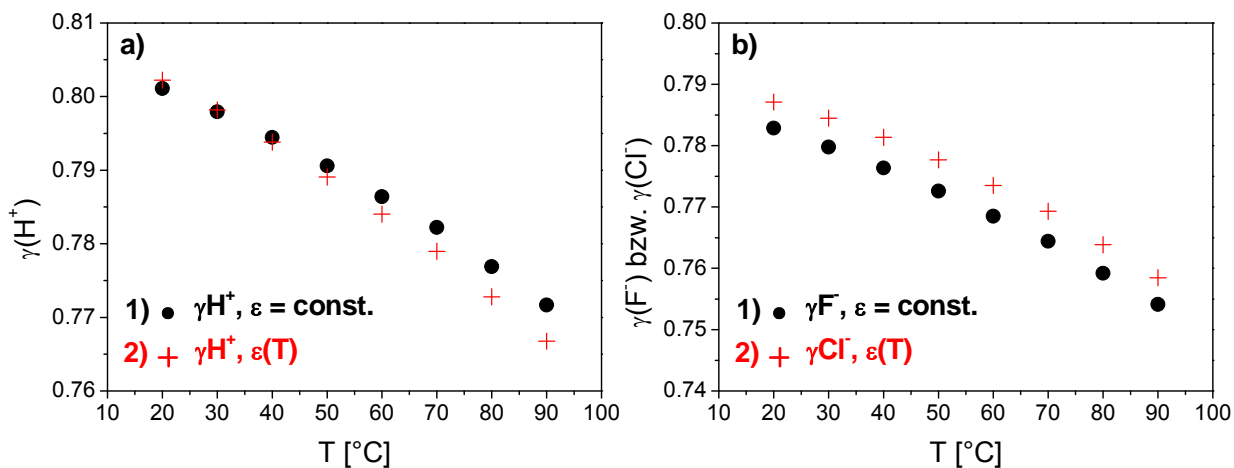 a)
0.81
0.80
0.79
0.78
0.77
0.76
γ(H⁺)
1) ● γH⁺, ε = const.
2) + γH⁺, ε(T)
10 20 30 40 50 60 70 80 90 100
T [°C]
b)
0.80
0.79
0.78
0.77
0.76
0.75
0.74
γ(F⁻) bzw. γ(Cl⁻)
1) ● γF⁻, ε = const.
2) + γCl⁻, ε(T)
10 20 30 40 50 60 70 80 90 100
T [°C]